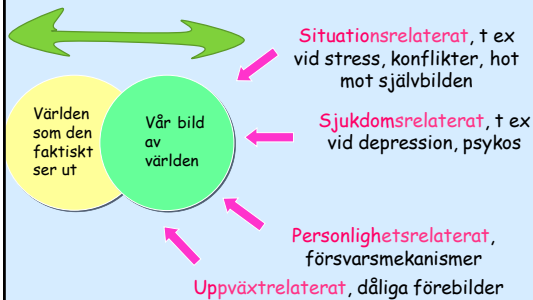 Situationsrelaterat, t ex
vid stress, konflikter, hot
mot självbilden
Världen
som den
faktiskt
ser ut
Vår bild
av
världen
Sjukdomsrelaterat, t ex
vid depression, psykos
Personlighetsrelaterat,
försvarsmekanismer
Uppväxtrelaterat, dåliga förebilder